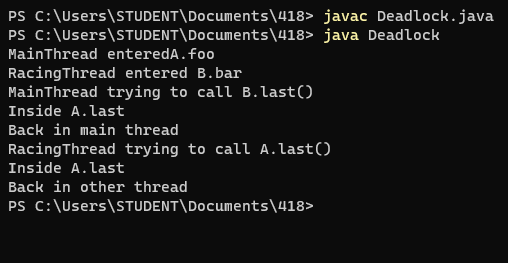 PS C:\Users\STUDENT\Documents\418> javac Deadlock.java
PS C:\Users\STUDENT\Documents\418> java Deadlock
MainThread enteredA.foo
RacingThread entered B.bar
MainThread trying to call B.last()
Inside A.last
Back in main thread
RacingThread trying to call A.last()
Inside A.last
Back in other thread
PS C:\Users\STUDENT\Documents\418>